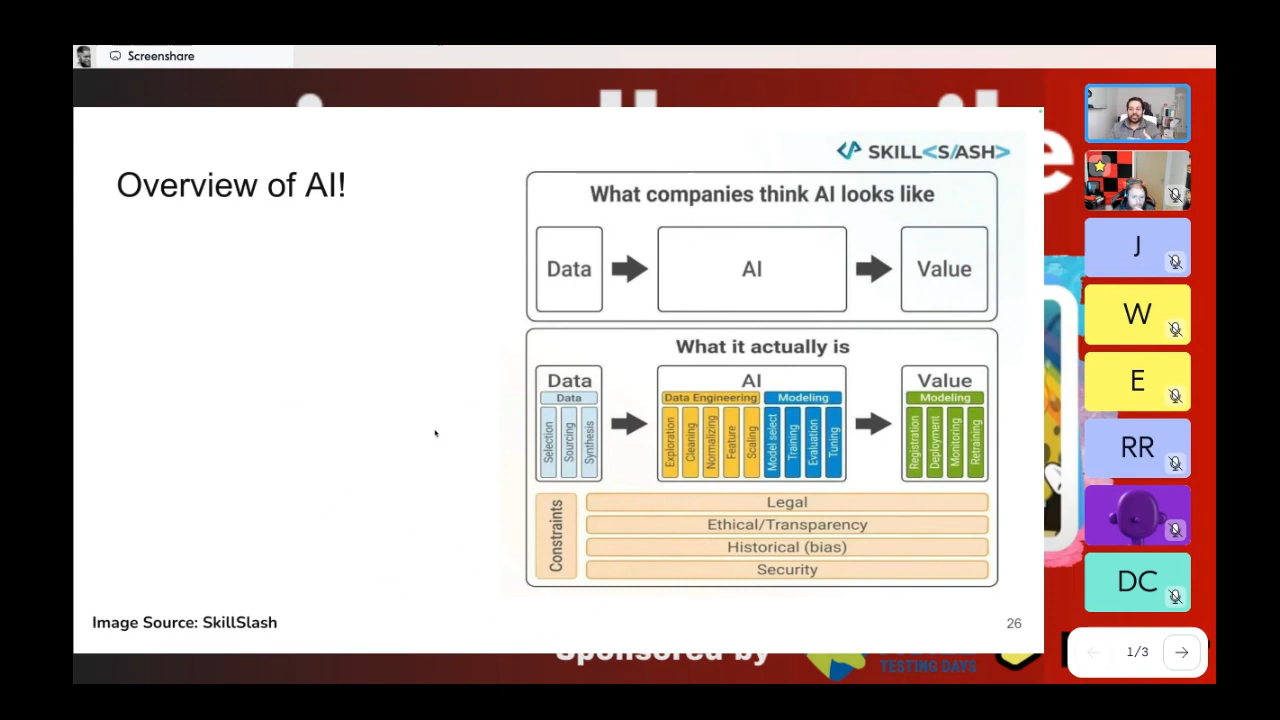 Screenshare
Overview of AI!
SKILL<S/ASH>
What companies think AI looks like
Data
AI
Value
What it actually is
Data
AI
Value
Data
Data Engineering
Modeling
Modeling
Selection
Sourcing
Synthesis
Exploration
Cleaning
Normalizing
Feature
Scaling
Model select
Training
Evaluation
Tuning
Registration
Deployment
Monitoring
Retraining
Constraints
Legal
Ethical/Transparency
Historical (bias)
Security
Image Source: SkillSlash
26
Sponsored by
TESTING DAYS
J
W
E
RR
DC
1/3